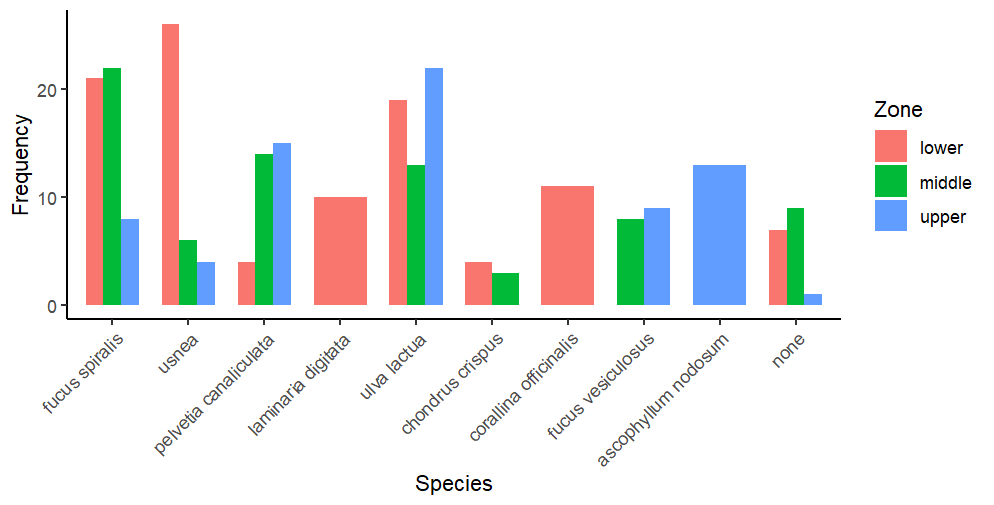 Frequency
20
10
0
fucus spiralis
usnea
pelvetia canaliculata
laminaria digitata
ulva lactua
chondrus crispus
corallina officinalis
fucus vesiculosus
ascophyllum nodosum
none
Species
Zone
lower
middle
upper